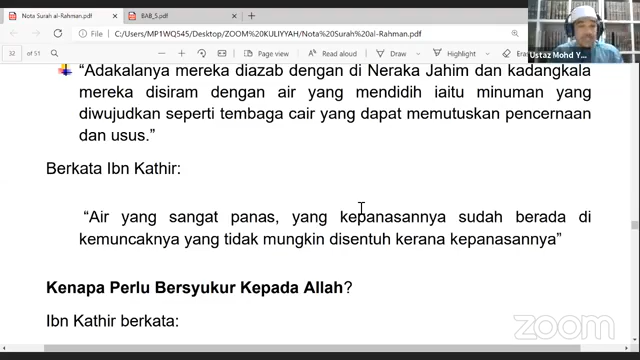 Nota Surah al-Rahman.pdf
BAB_5.pdf
File
C:/Users/MP1WQ545/Desktop/ZOOM%20KULIYYAH/Nota%20Surah%20al-Rahman.pdf
32 of 51
Page view
Read aloud
Draw
Highlight
Erase
Ustaz Mohd Y...
“Adakalanya mereka diazab dengan di Neraka Jahim dan kadangkala
mereka disiram dengan air yang mendidih iaitu minuman yang
diwujudkan seperti tembaga cair yang dapat memutuskan pencernaan
dan usus.”
Berkata Ibn Kathir:
“Air yang sangat panas, yang kepanasannya sudah berada di
kemuncaknya yang tidak mungkin disentuh kerana kepanasannya”
Kenapa Perlu Bersyukur Kepada Allah?
Ibn Kathir berkata:
zoom